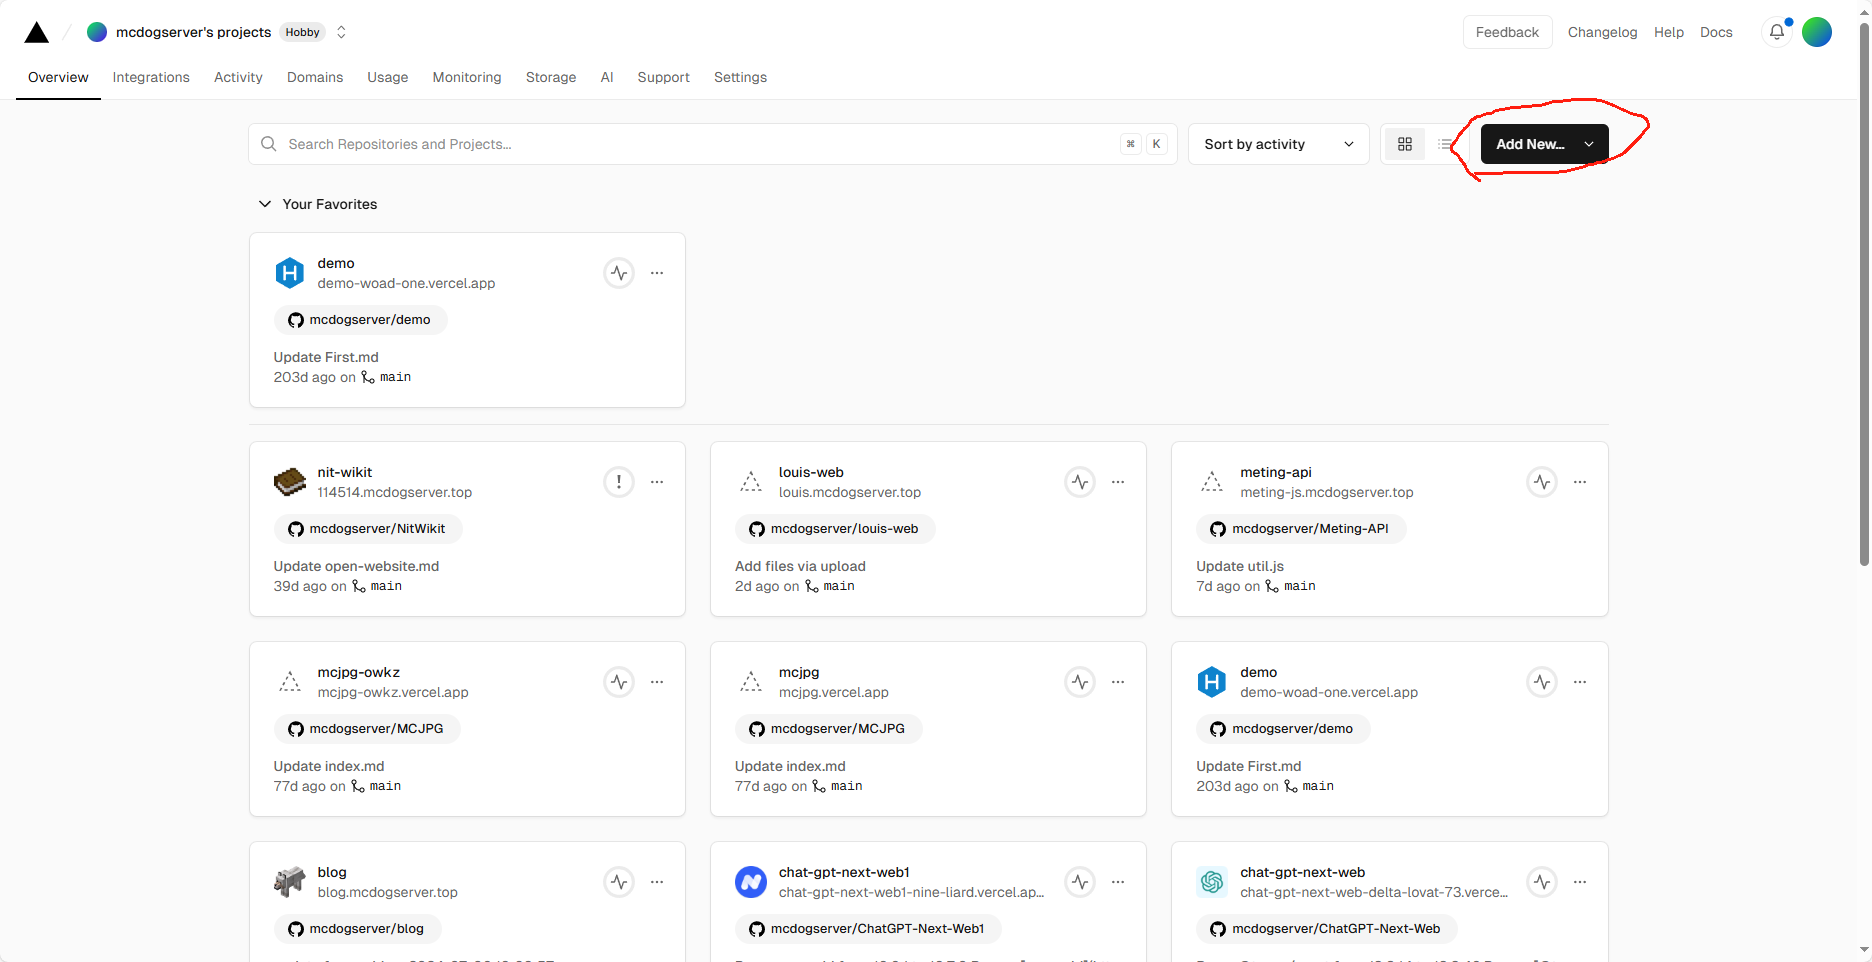 mcdogserver's projects Hobby
Feedback Changelog Help Docs
Overview Integrations Activity Domains Usage Monitoring Storage AI Support Settings
Search Repositories and Projects... ⌘ K Sort by activity Add New...
Your Favorites
demo
demo-woad-one.vercel.app
mcdogserver/demo
Update First.md
203d ago on main
nit-wikit
114514.mcdogserver.top
mcdogserver/NitWikit
Update open-website.md
39d ago on main
louis-web
louis.mcdogserver.top
mcdogserver/louis-web
Add files via upload
2d ago on main
meting-api
meting-js.mcdogserver.top
mcdogserver/Meting-API
Update util.js
7d ago on main
mcjpg-owkz
mcjpg-owkz.vercel.app
mcdogserver/MCJPG
Update index.md
77d ago on main
mcjpg
mcjpg.vercel.app
mcdogserver/MCJPG
Update index.md
77d ago on main
demo
demo-woad-one.vercel.app
mcdogserver/demo
Update First.md
203d ago on main
blog
blog.mcdogserver.top
mcdogserver/blog
chat-gpt-next-web1
chat-gpt-next-web1-nine-liard.vercel.ap...
mcdogserver/ChatGPT-Next-Web1
chat-gpt-next-web
chat-gpt-next-web-delta-lovat-73.verce...
mcdogserver/ChatGPT-Next-Web